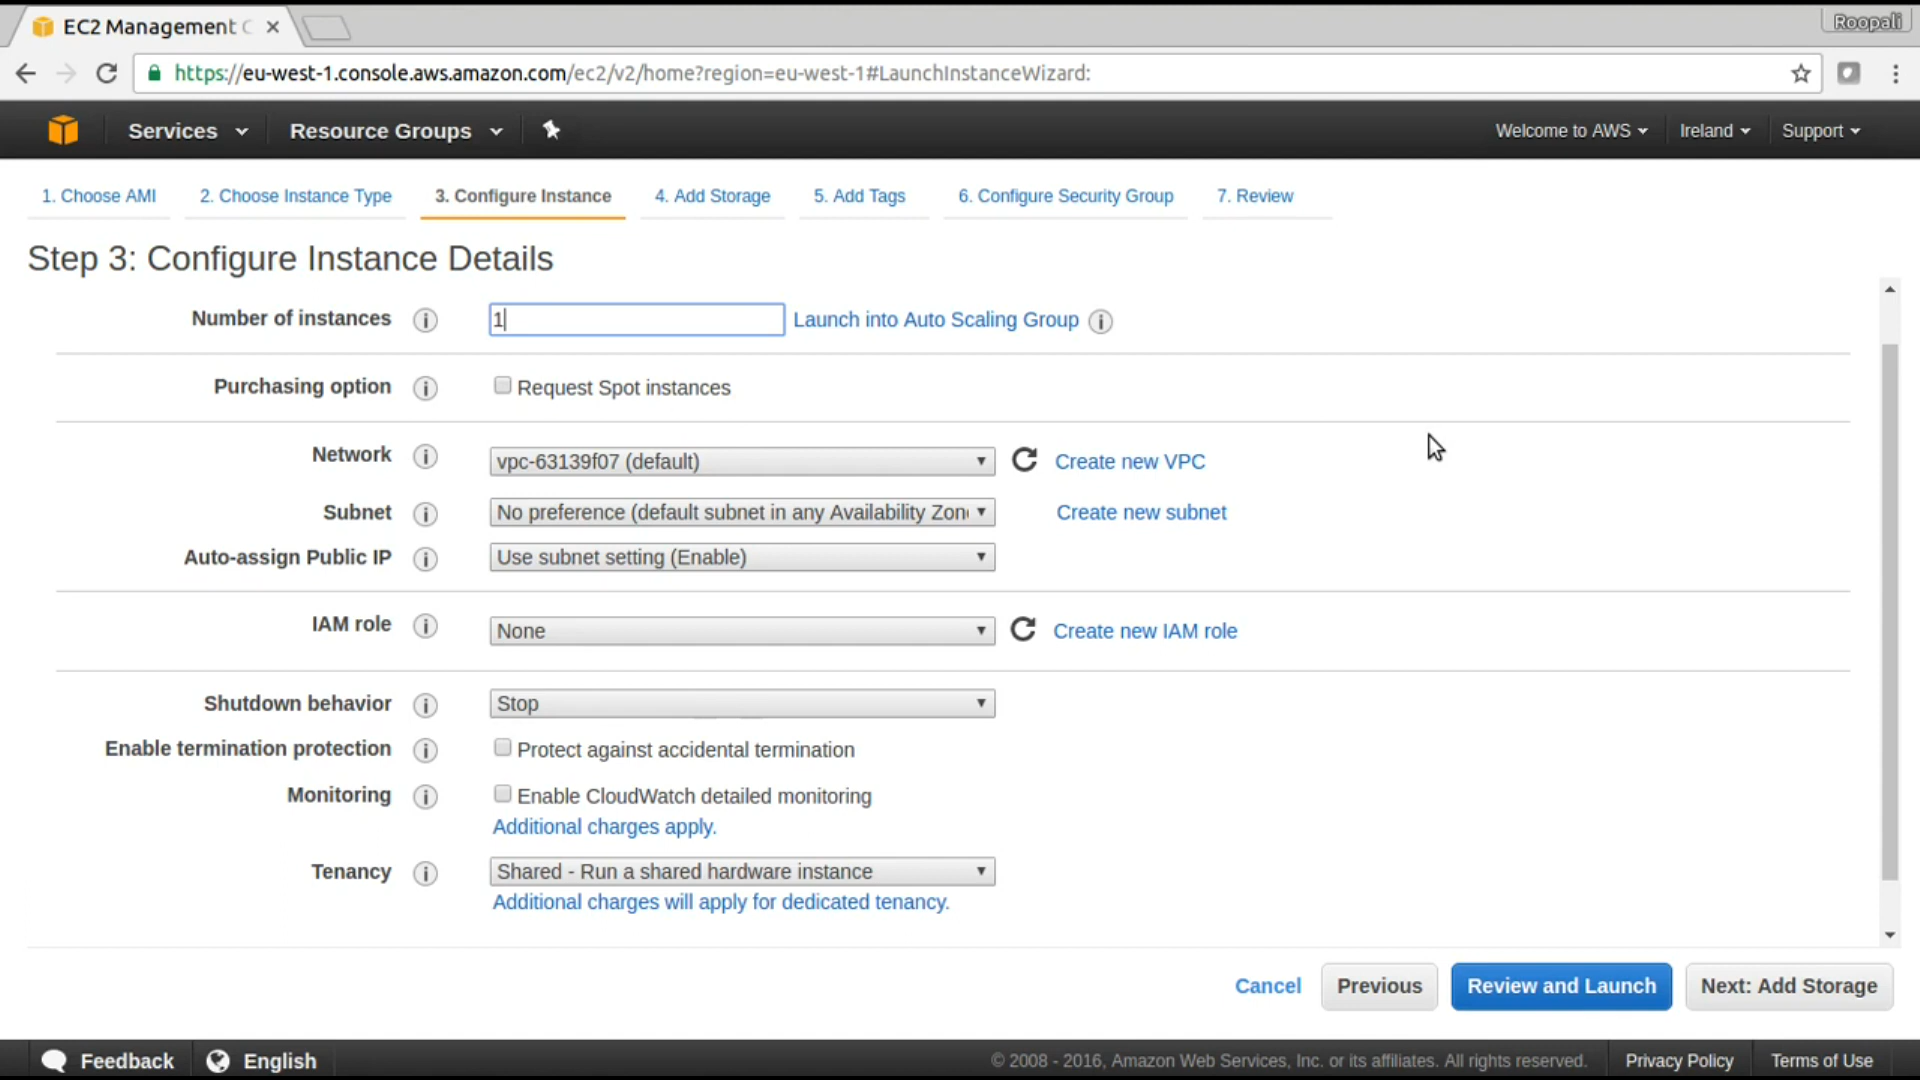 EC2 Management C
Roopali
https://eu-west-1.console.aws.amazon.com/ec2/v2/home?region=eu-west-1#LaunchInstanceWizard:
Services Resource Groups Welcome to AWS Ireland Support
1. Choose AMI 2. Choose Instance Type 3. Configure Instance 4. Add Storage 5. Add Tags 6. Configure Security Group 7. Review
Step 3: Configure Instance Details
Number of instances 1 Launch into Auto Scaling Group
Purchasing option Request Spot instances
Network vpc-63139f07 (default) Create new VPC
Subnet No preference (default subnet in any Availability Zon Create new subnet
Auto-assign Public IP Use subnet setting (Enable)
IAM role None Create new IAM role
Shutdown behavior Stop
Enable termination protection Protect against accidental termination
Monitoring Enable CloudWatch detailed monitoring
Additional charges apply.
Tenancy Shared - Run a shared hardware instance
Additional charges will apply for dedicated tenancy.
Cancel Previous Review and Launch Next: Add Storage
Feedback English © 2008 - 2016, Amazon Web Services, Inc. or its affiliates. All rights reserved. Privacy Policy Terms of Use